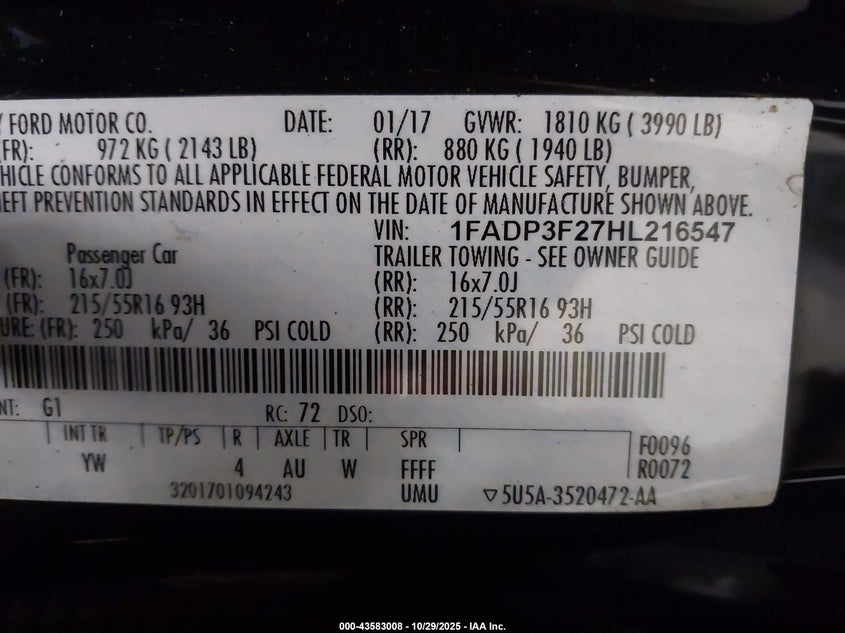 Y FORD MOTOR CO. DATE: 01/17 GVWR: 1810 KG ( 3990 LB)
(FR): 972 KG ( 2143 LB) (RR): 880 KG ( 1940 LB)
HICLE CONFORMS TO ALL APPLICABLE FEDERAL MOTOR VEHICLE SAFETY, BUMPER,
EFT PREVENTION STANDARDS IN EFFECT ON THE DATE OF MANUFACTURE SHOWN ABOVE.
VIN: 1FADP3F27HL216547
Passenger Car TRAILER TOWING - SEE OWNER GUIDE
(FR): 16x7.0J (RR): 16x7.0J
(FR): 215/55R16 93H (RR): 215/55R16 93H
URE: (FR): 250 kPa/ 36 PSI COLD (RR): 250 kPa/ 36 PSI COLD
NT: G1 RC: 72 DSO:
INT TR TP/PS R AXLE TR SPR F0096
YW 4 AU W FFFF R0072
3201701094243 UMU ▽5U5A-3520472-AA
000-43583008 - 10/29/2025 - IAA Inc.